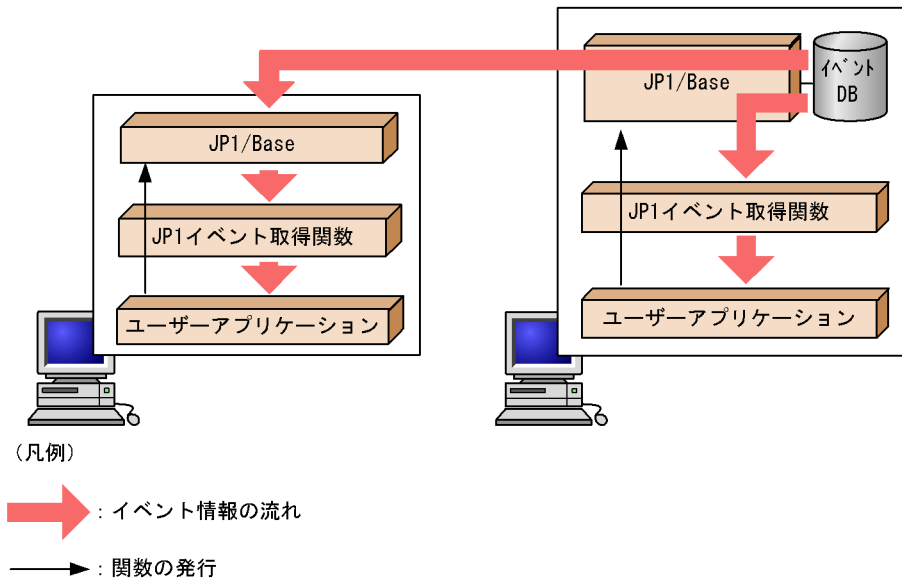 JP1/Base
JP1イベント取得関数
ユーザーアプリケーション
JP1/Base
イベント
DB
JP1イベント取得関数
ユーザーアプリケーション
(凡例)
：イベント情報の流れ
：関数の発行